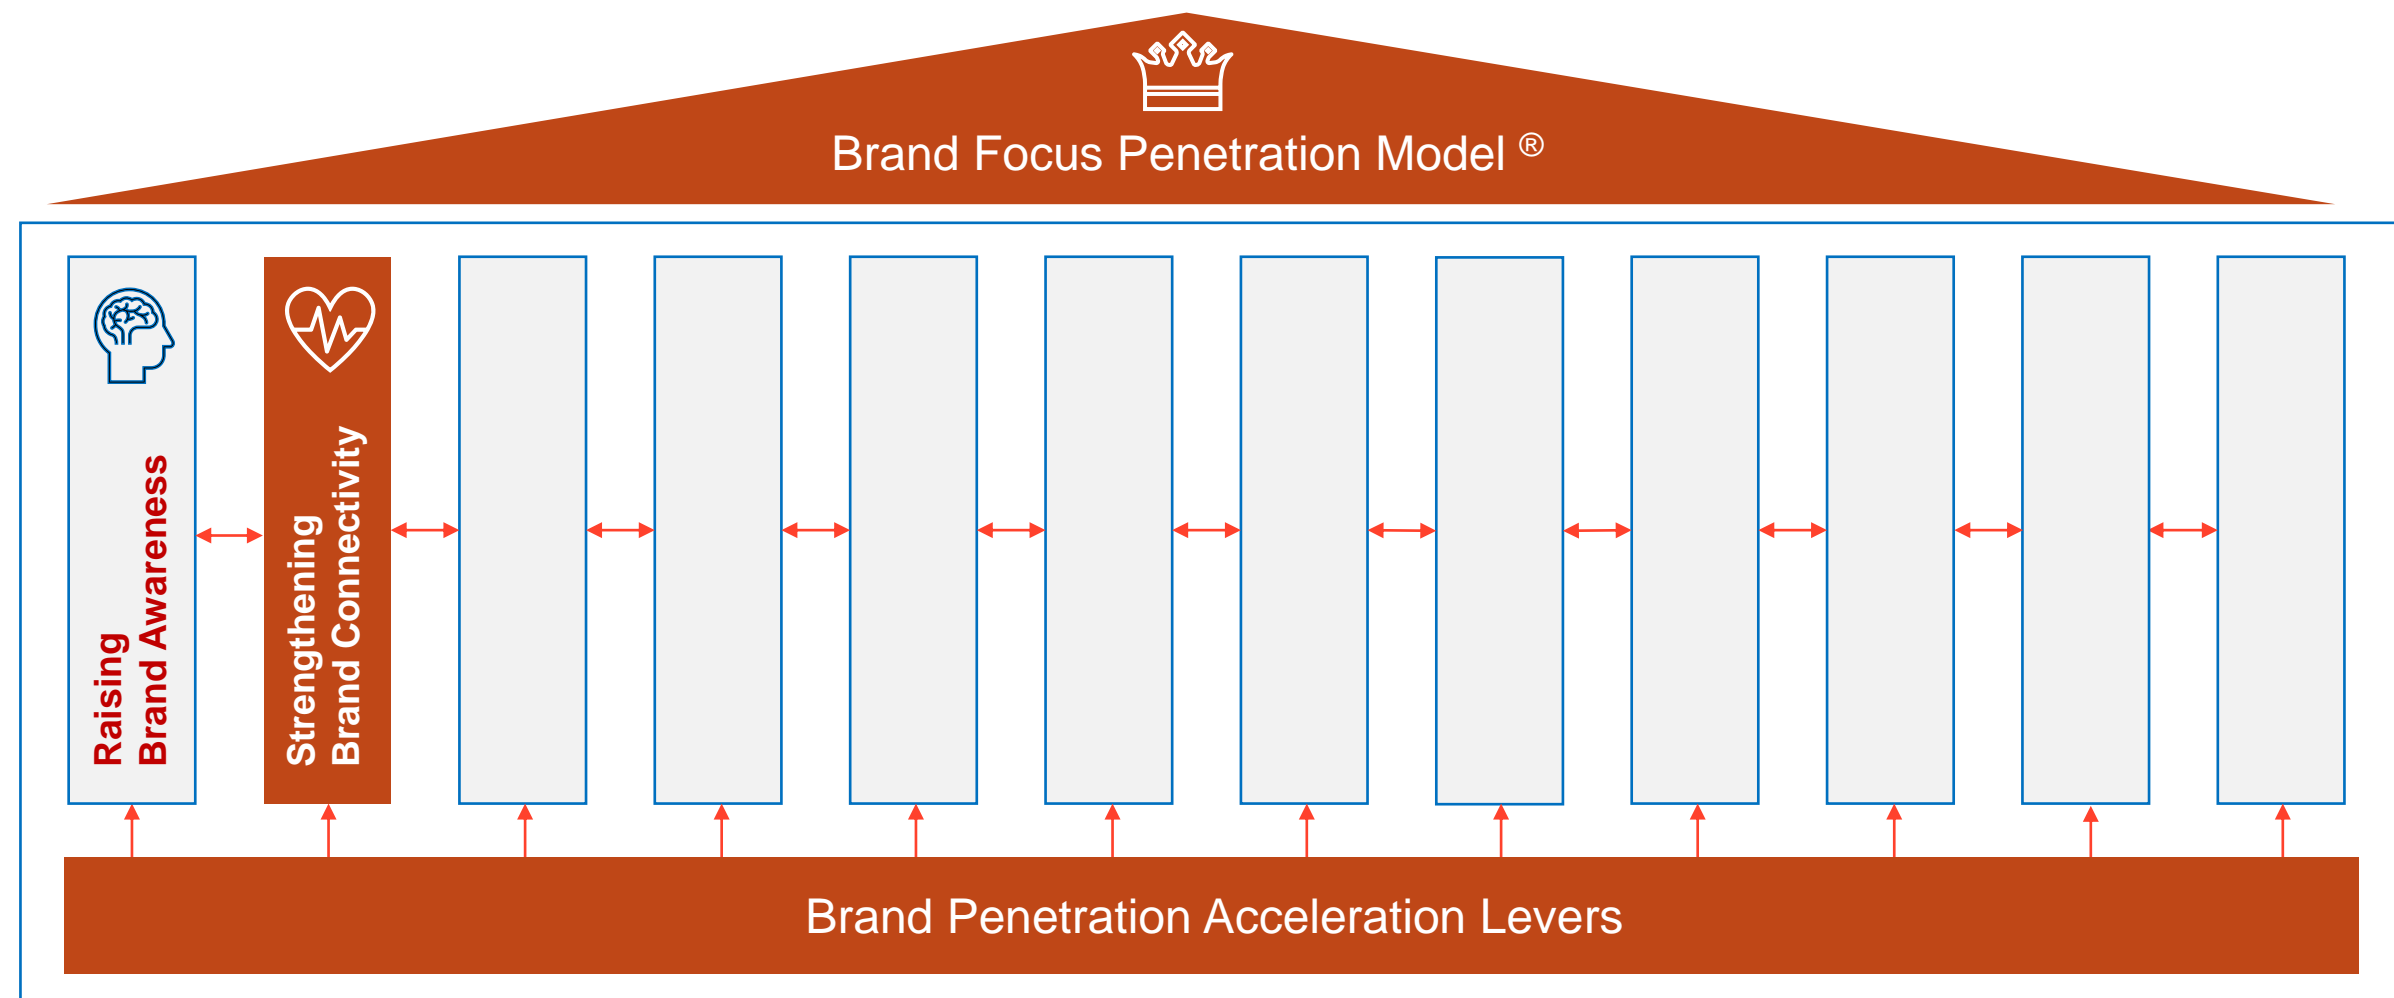 Brand Focus Penetration Model ®
Raising
Brand Awareness
Strengthening
Brand Connectivity
Brand Penetration Acceleration Levers